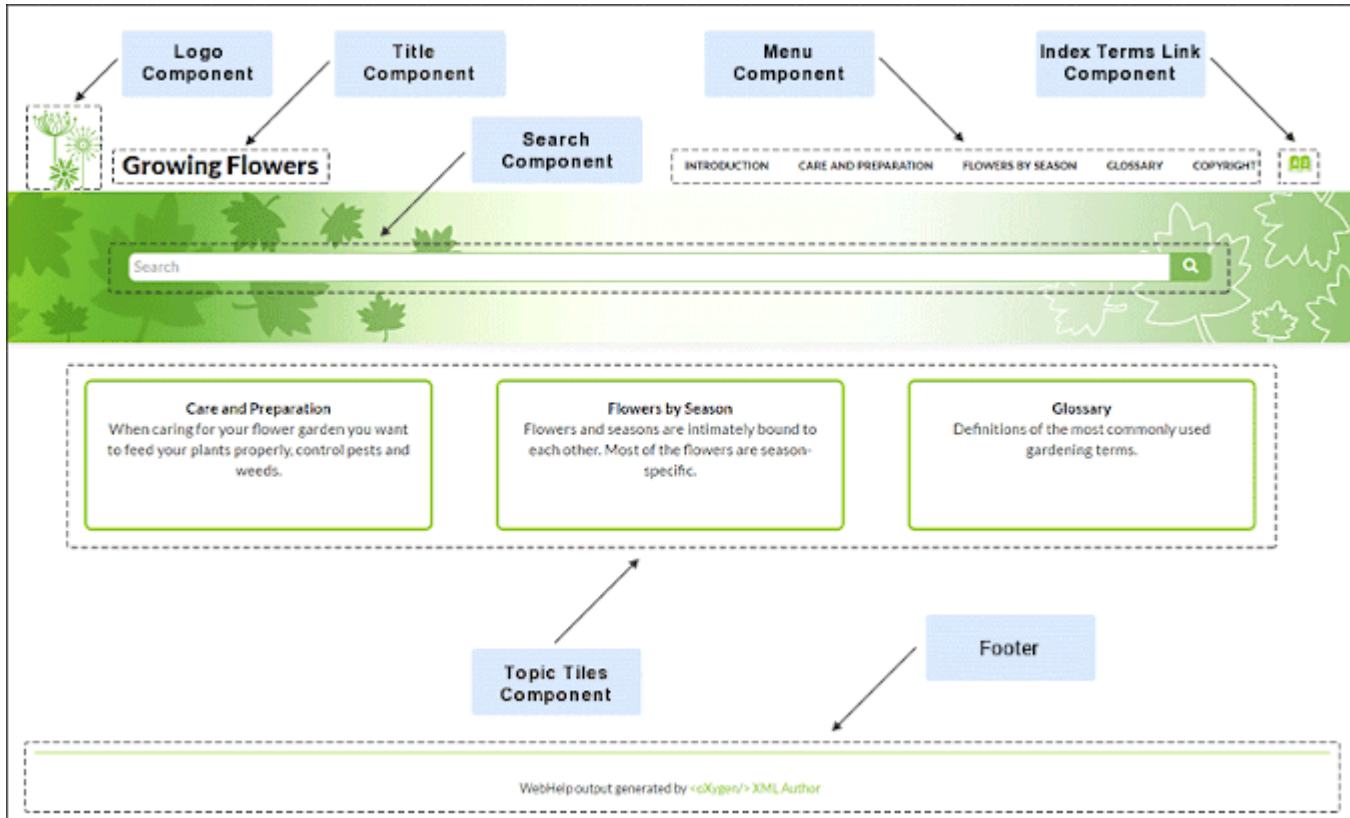 Logo
Component
Title
Component
Menu
Component
Index Terms Link
Component
Search
Component
Growing Flowers
INTRODUCTION CARE AND PREPARATION FLOWERS BY SEASON GLOSSARY COPYRIGHT
Search
Care and Preparation
When caring for your flower garden you want
to feed your plants properly, control pests and
weeds.
Flowers by Season
Flowers and seasons are intimately bound to
each other. Most of the flowers are season-
specific.
Glossary
Definitions of the most commonly used
gardening terms.
Topic Tiles
Component
Footer
WebHelp output generated by <oXygen/> XML Author